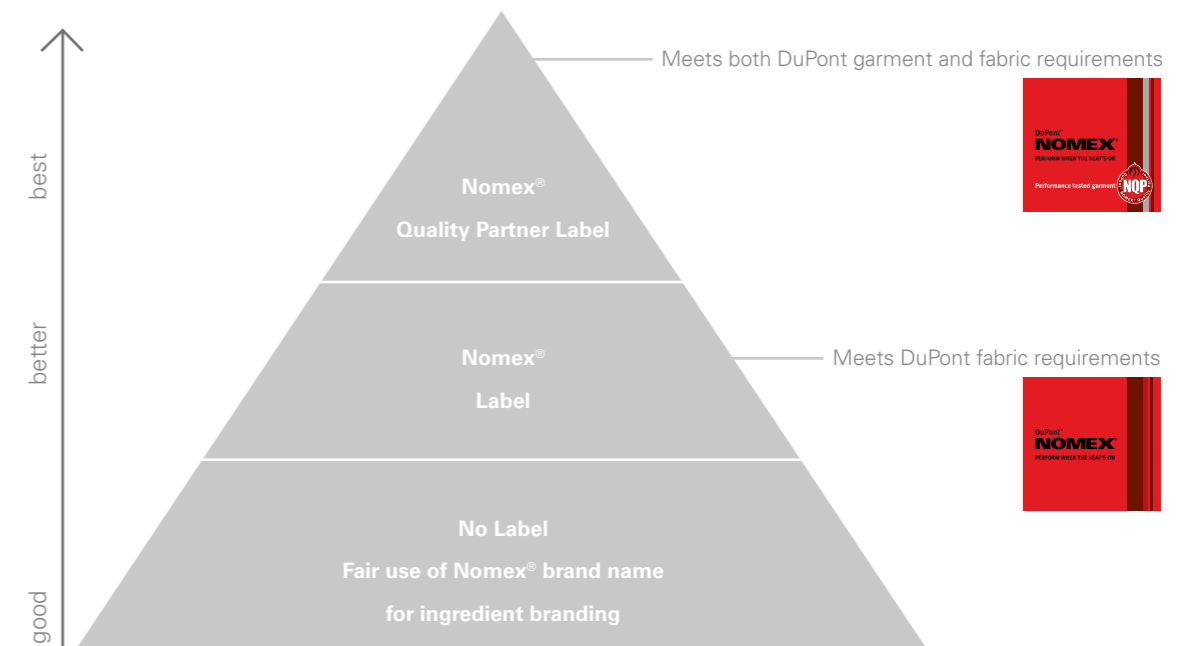 Meets both DuPont garment and fabric requirements
DuPont™
NOMEX®
PERFORM WHEN THE HEAT'S ON
Performance tested garment
NQP
best
Nomex®
Quality Partner Label
better
Nomex®
Label
Meets DuPont fabric requirements
DuPont™
NOMEX®
PERFORM WHEN THE HEAT'S ON
No Label
Fair use of Nomex® brand name
for ingredient branding
good